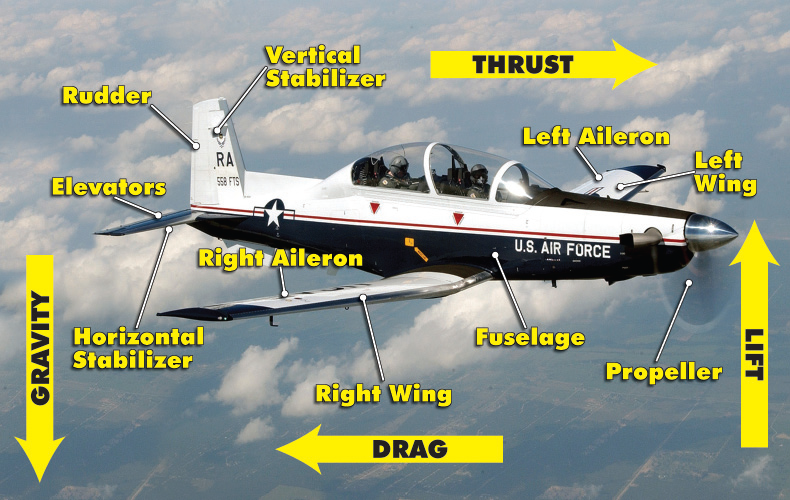 Vertical
Stabilizer
THRUST
Rudder
Left Aileron
RA
558 FTS
Left
Wing
Elevators
U.S. AIR FORCE
Right Aileron
GRAVITY
Horizontal
Stabilizer
Fuselage
LIFT
Propeller
Right Wing
DRAG